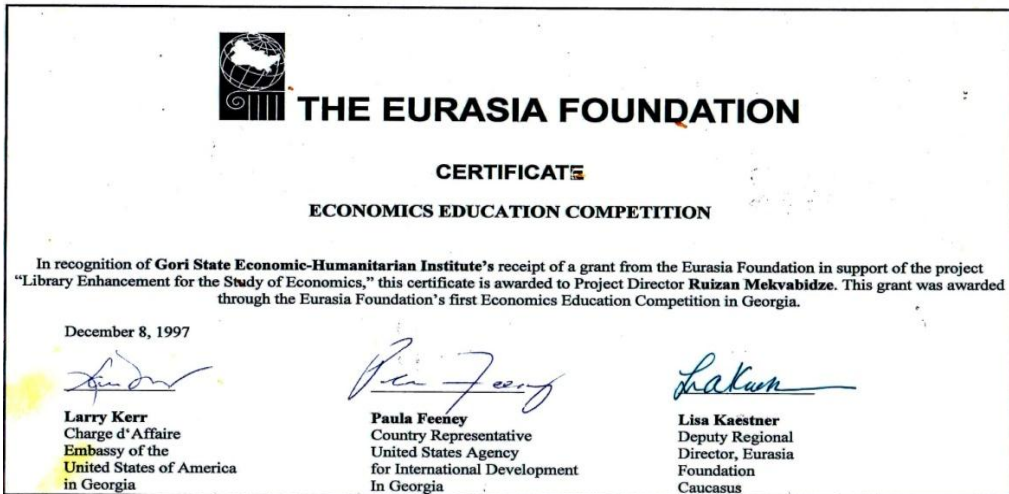 THE EURASIA FOUNDATION
CERTIFICATE
ECONOMICS EDUCATION COMPETITION
In recognition of Gori State Economic-Humanitarian Institute's receipt of a grant from the Eurasia Foundation in support of the project
“Library Enhancement for the Study of Economics,” this certificate is awarded to Project Director Ruizan Mekvabidze. This grant was awarded
through the Eurasia Foundation's first Economics Education Competition in Georgia.
December 8, 1997
Larry Kerr
Charge d‘Affaire
Embassy of the
United States of America
in Georgia
Paula Feeney
Country Representative
United States Agency
for International Development
In Georgia
Lisa Kaestner
Deputy Regional
Director, Eurasia
Foundation
Caucasus